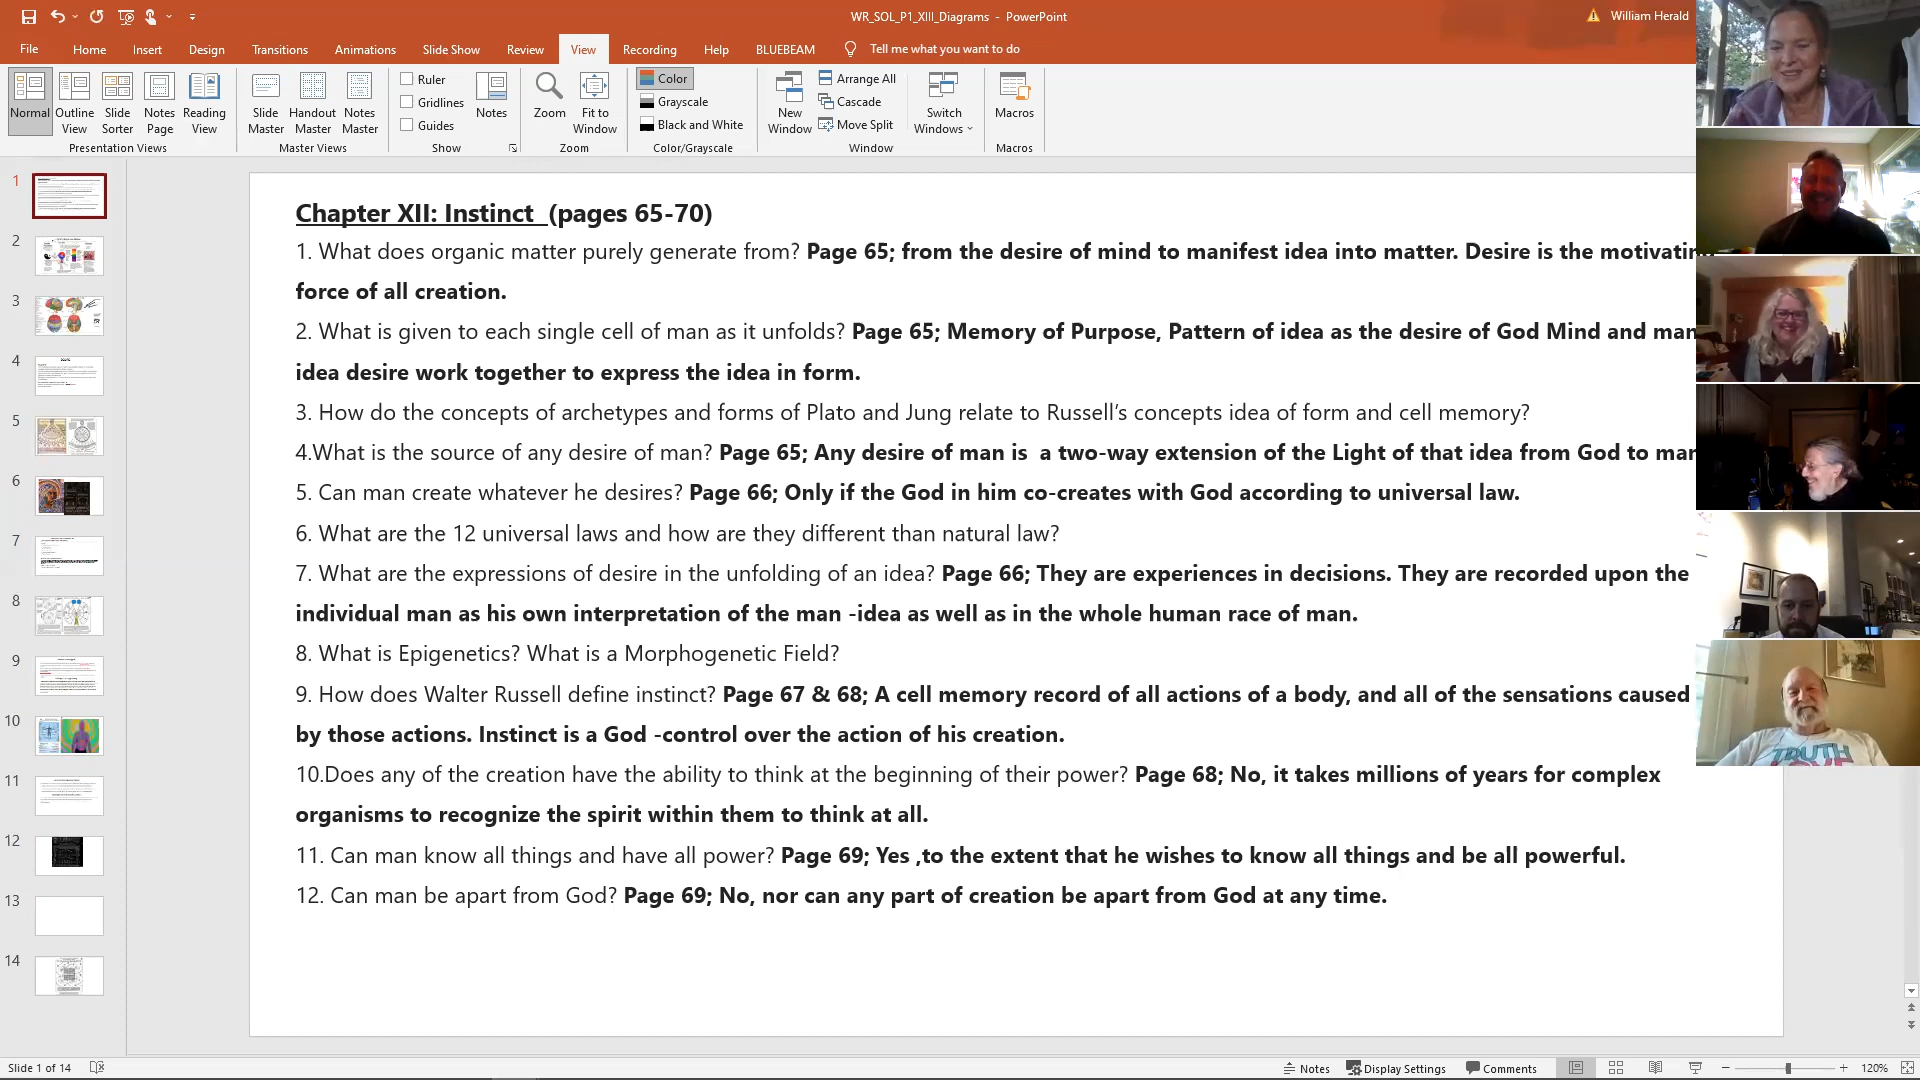 WR_SOL_P1_XIII_Diagrams - PowerPoint
William Herald
File Home Insert Design Transitions Animations Slide Show Review View Recording Help BLUEBEAM Tell me what you want to do
Normal Outline View Slide Sorter Notes Page Reading View
Presentation Views
Slide Master Handout Master Notes Master
Master Views
Ruler
Gridlines
Guides
Notes
Show
Zoom Fit to Window
Zoom
Color
Grayscale
Black and White
Color/Grayscale
New Window
Arrange All
Cascade
Move Split
Switch Windows
Window
Macros
Macros
1
2
3
4
5
6
7
8
9
10
11
12
13
14
Chapter XII: Instinct (pages 65-70)
1. What does organic matter purely generate from? Page 65; from the desire of mind to manifest idea into matter. Desire is the motivating
force of all creation.
2. What is given to each single cell of man as it unfolds? Page 65; Memory of Purpose, Pattern of idea as the desire of God Mind and man
idea desire work together to express the idea in form.
3. How do the concepts of archetypes and forms of Plato and Jung relate to Russell’s concepts idea of form and cell memory?
4.What is the source of any desire of man? Page 65; Any desire of man is a two-way extension of the Light of that idea from God to man
5. Can man create whatever he desires? Page 66; Only if the God in him co-creates with God according to universal law.
6. What are the 12 universal laws and how are they different than natural law?
7. What are the expressions of desire in the unfolding of an idea? Page 66; They are experiences in decisions. They are recorded upon the
individual man as his own interpretation of the man -idea as well as in the whole human race of man.
8. What is Epigenetics? What is a Morphogenetic Field?
9. How does Walter Russell define instinct? Page 67 & 68; A cell memory record of all actions of a body, and all of the sensations caused
by those actions. Instinct is a God -control over the action of his creation.
10.Does any of the creation have the ability to think at the beginning of their power? Page 68; No, it takes millions of years for complex
organisms to recognize the spirit within them to think at all.
11. Can man know all things and have all power? Page 69; Yes ,to the extent that he wishes to know all things and be all powerful.
12. Can man be apart from God? Page 69; No, nor can any part of creation be apart from God at any time.
TRUTH
LOVE
Slide 1 of 14
Notes Display Settings Comments 120%